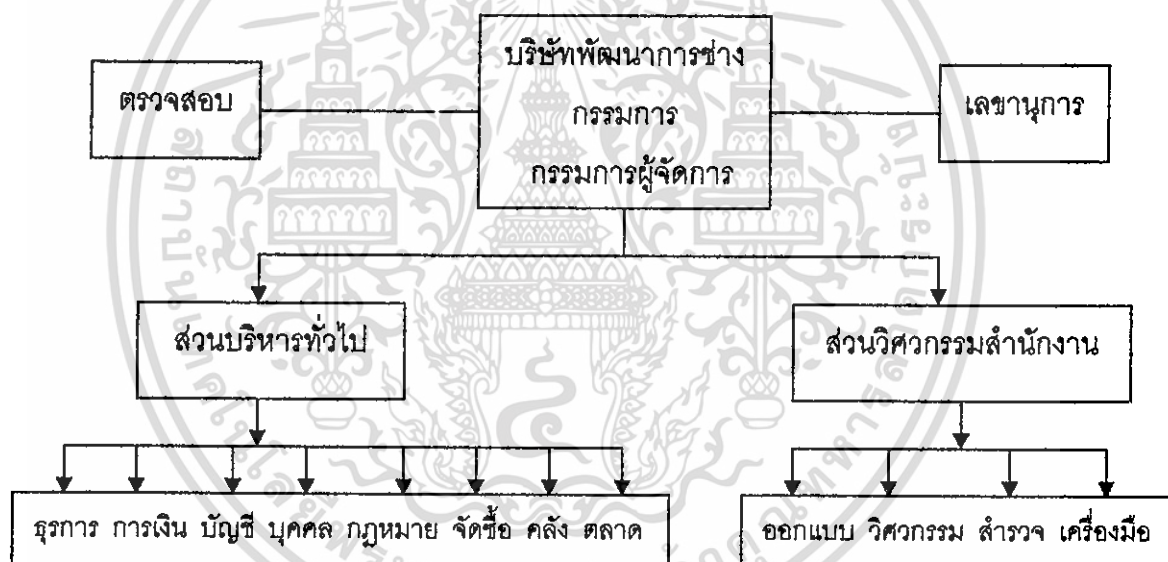 บริษัทพัฒนาการช่าง
ตรวจสอบ
กรรมการ
เลขานุการ
กรรมการผู้จัดการ
ส่วนบริหารทั่วไป
ส่วนวิศวกรรมสำนักงาน
ธุรการ การเงิน บัญชี บุคคล กฎหมาย จัดซื้อ คลัง ตลาด
ออกแบบ วิศวกรรม สำรวจ เครื่องมือ